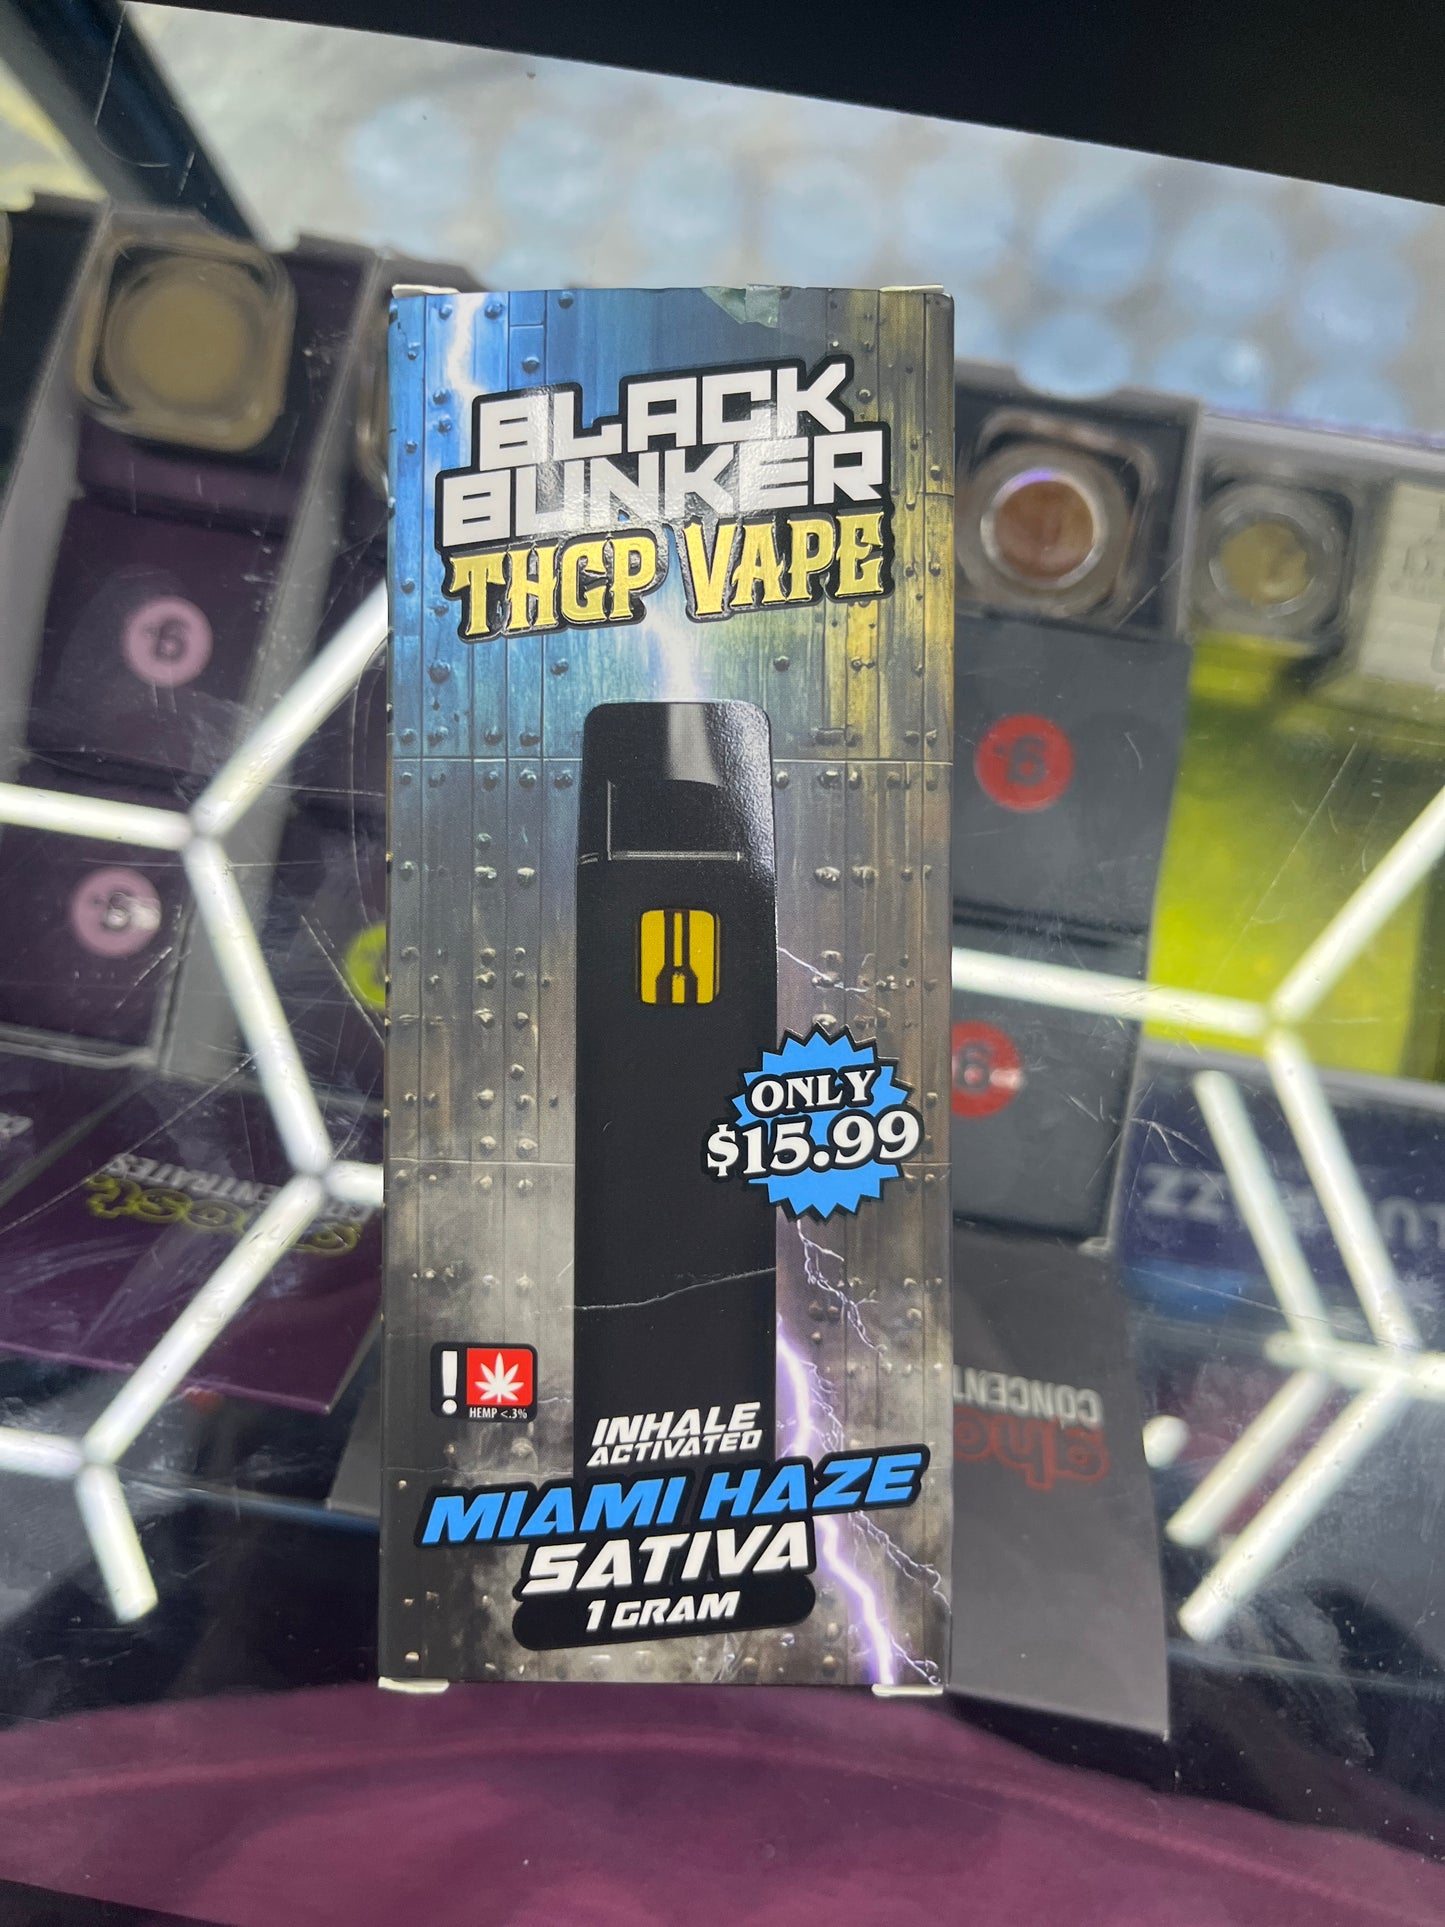 BLACK
BUNKER
THCP VAPE
ONLY
$15.99
!
HEMP <.3%
INHALE
ACTIVATED
MIAMI HAZE
SATIVA
1 GRAM